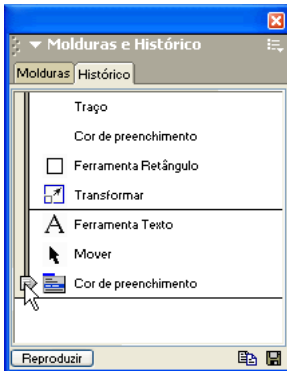 Molduras e Histórico
Molduras Histórico
Traço
Cor de preenchimento
Ferramenta Retângulo
Transformar
A Ferramenta Texto
Mover
Cor de preenchimento
Reproduzir